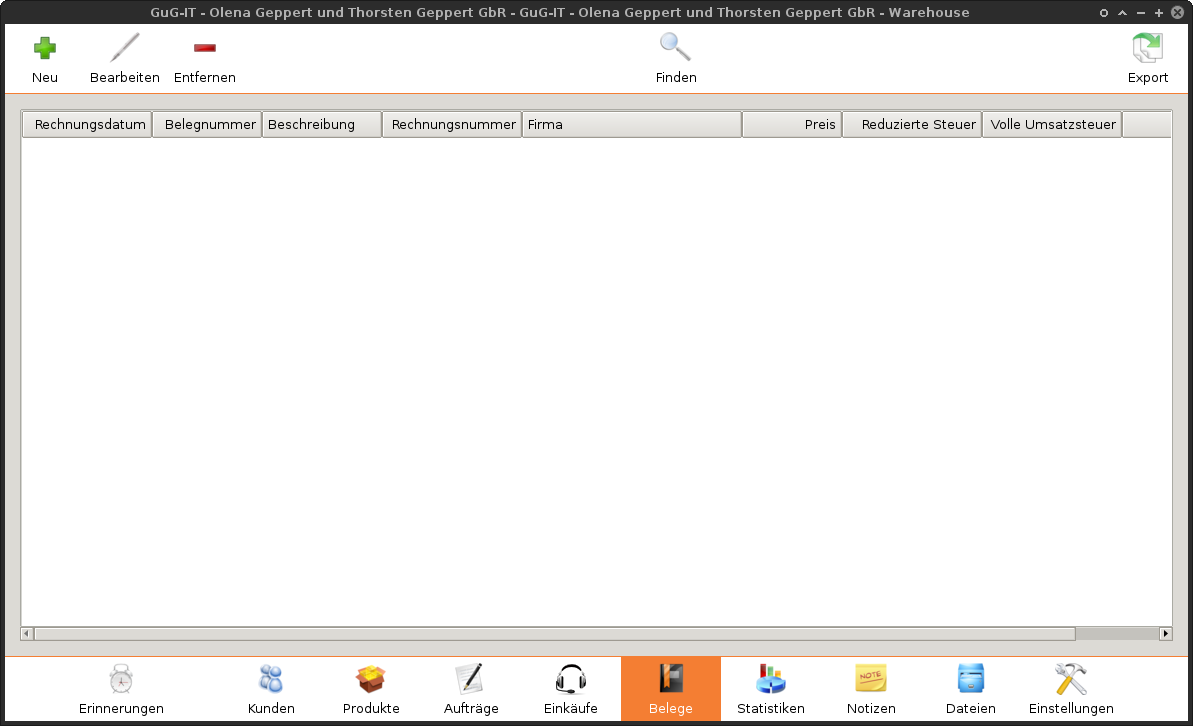 GuG-IT - Olena Geppert und Thorsten Geppert GbR - GuG-IT - Olena Geppert und Thorsten Geppert GbR - Warehouse
Neu Bearbeiten Entfernen Finden Export
Rechnungsdatum Belegnummer Beschreibung Rechnungsnummer Firma Preis Reduzierte Steuer Volle Umsatzsteuer
NOTE
Erinnerungen Kunden Produkte Aufträge Einkäufe Belege Statistiken Notizen Dateien Einstellungen